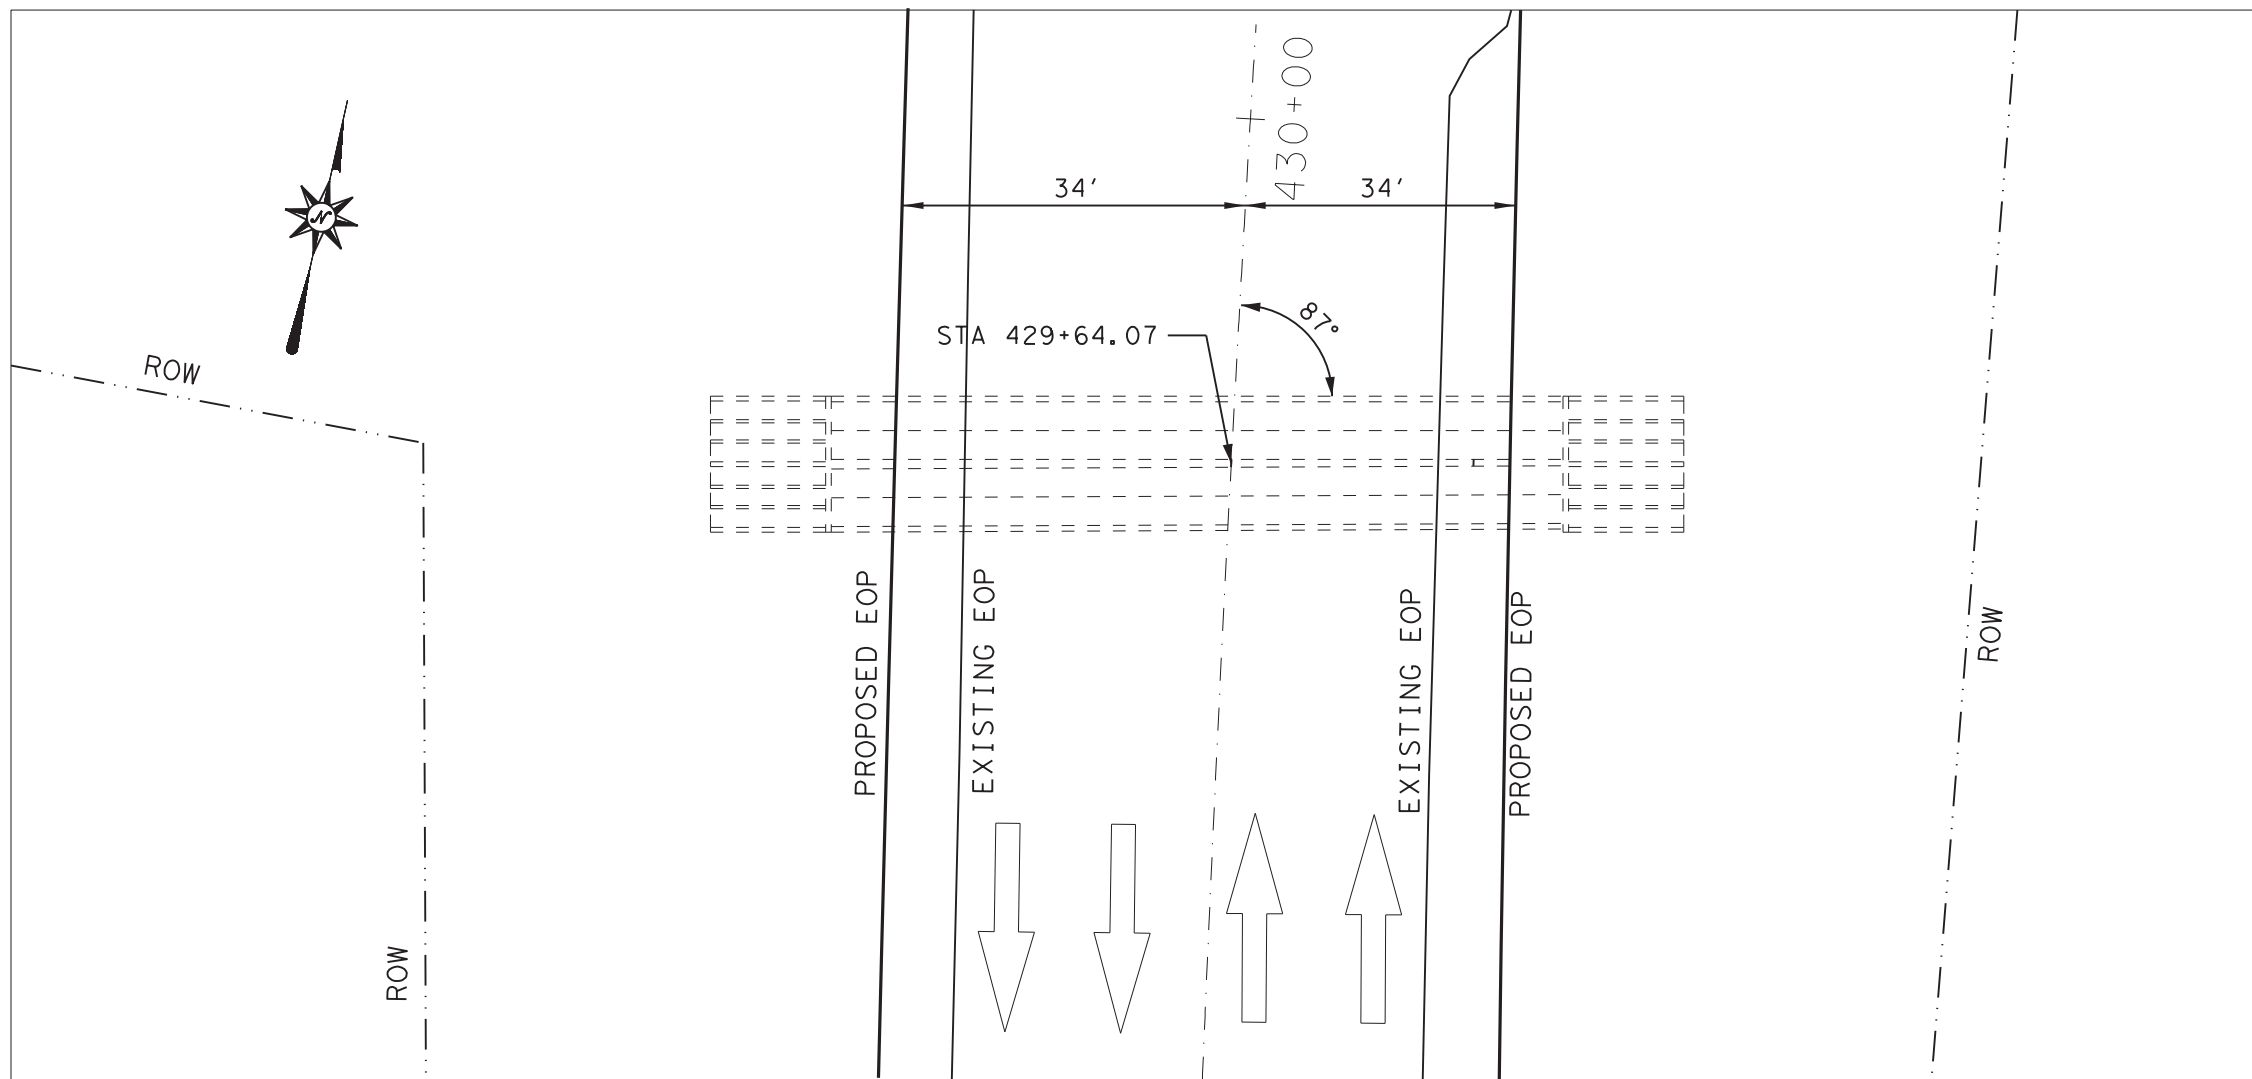 430+00
34'
34'
87°
STA 429+64.07
ROW
N
PROPOSED EOP
EXISTING EOP
EXISTING EOP
PROPOSED EOP
ROW
ROW